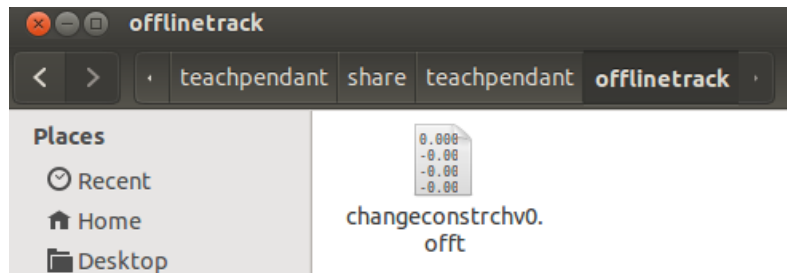 offlinetrack
teachpendant share teachpendant offlinetrack
Places
Recent
Home
Desktop
0.000
-0.00
-0.00
-0.00
changeconstrchv0.
offt